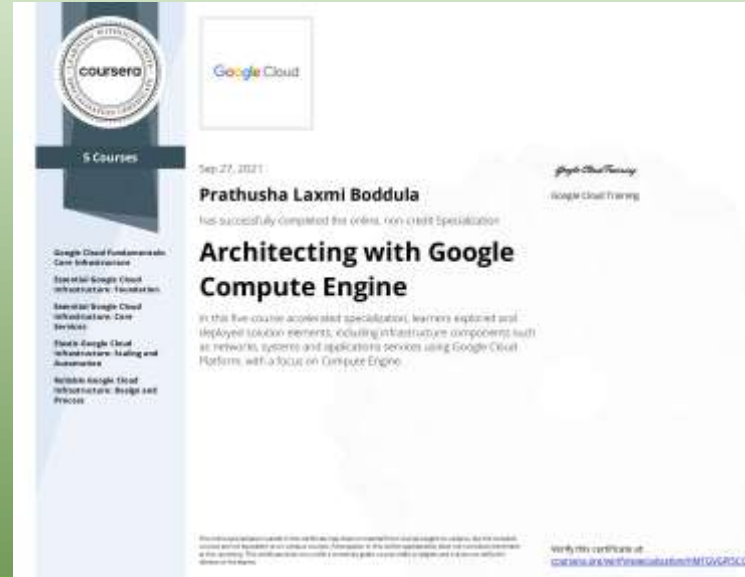 coursera
5 Courses
Google Cloud Fundamentals:
Core Infrastructure
Essential Google Cloud
Infrastructure: Foundation
Essential Google Cloud
Infrastructure: Core
Services
Elastic Google Cloud
Infrastructure: Scaling and
Automation
Reliable Google Cloud
Infrastructure: Design and
Process
Google Cloud
Sep 27, 2021
Prathusha Laxmi Boddula
has successfully completed the online, non-credit Specialization
Architecting with Google
Compute Engine
In this five-course accelerated specialization, learners explored and
deployed solution elements, including infrastructure components such
as networks, systems and applications services using Google Cloud
Platform, with a focus on Compute Engine.
Google Cloud Training
Google Cloud Training
Verify this certificate at: